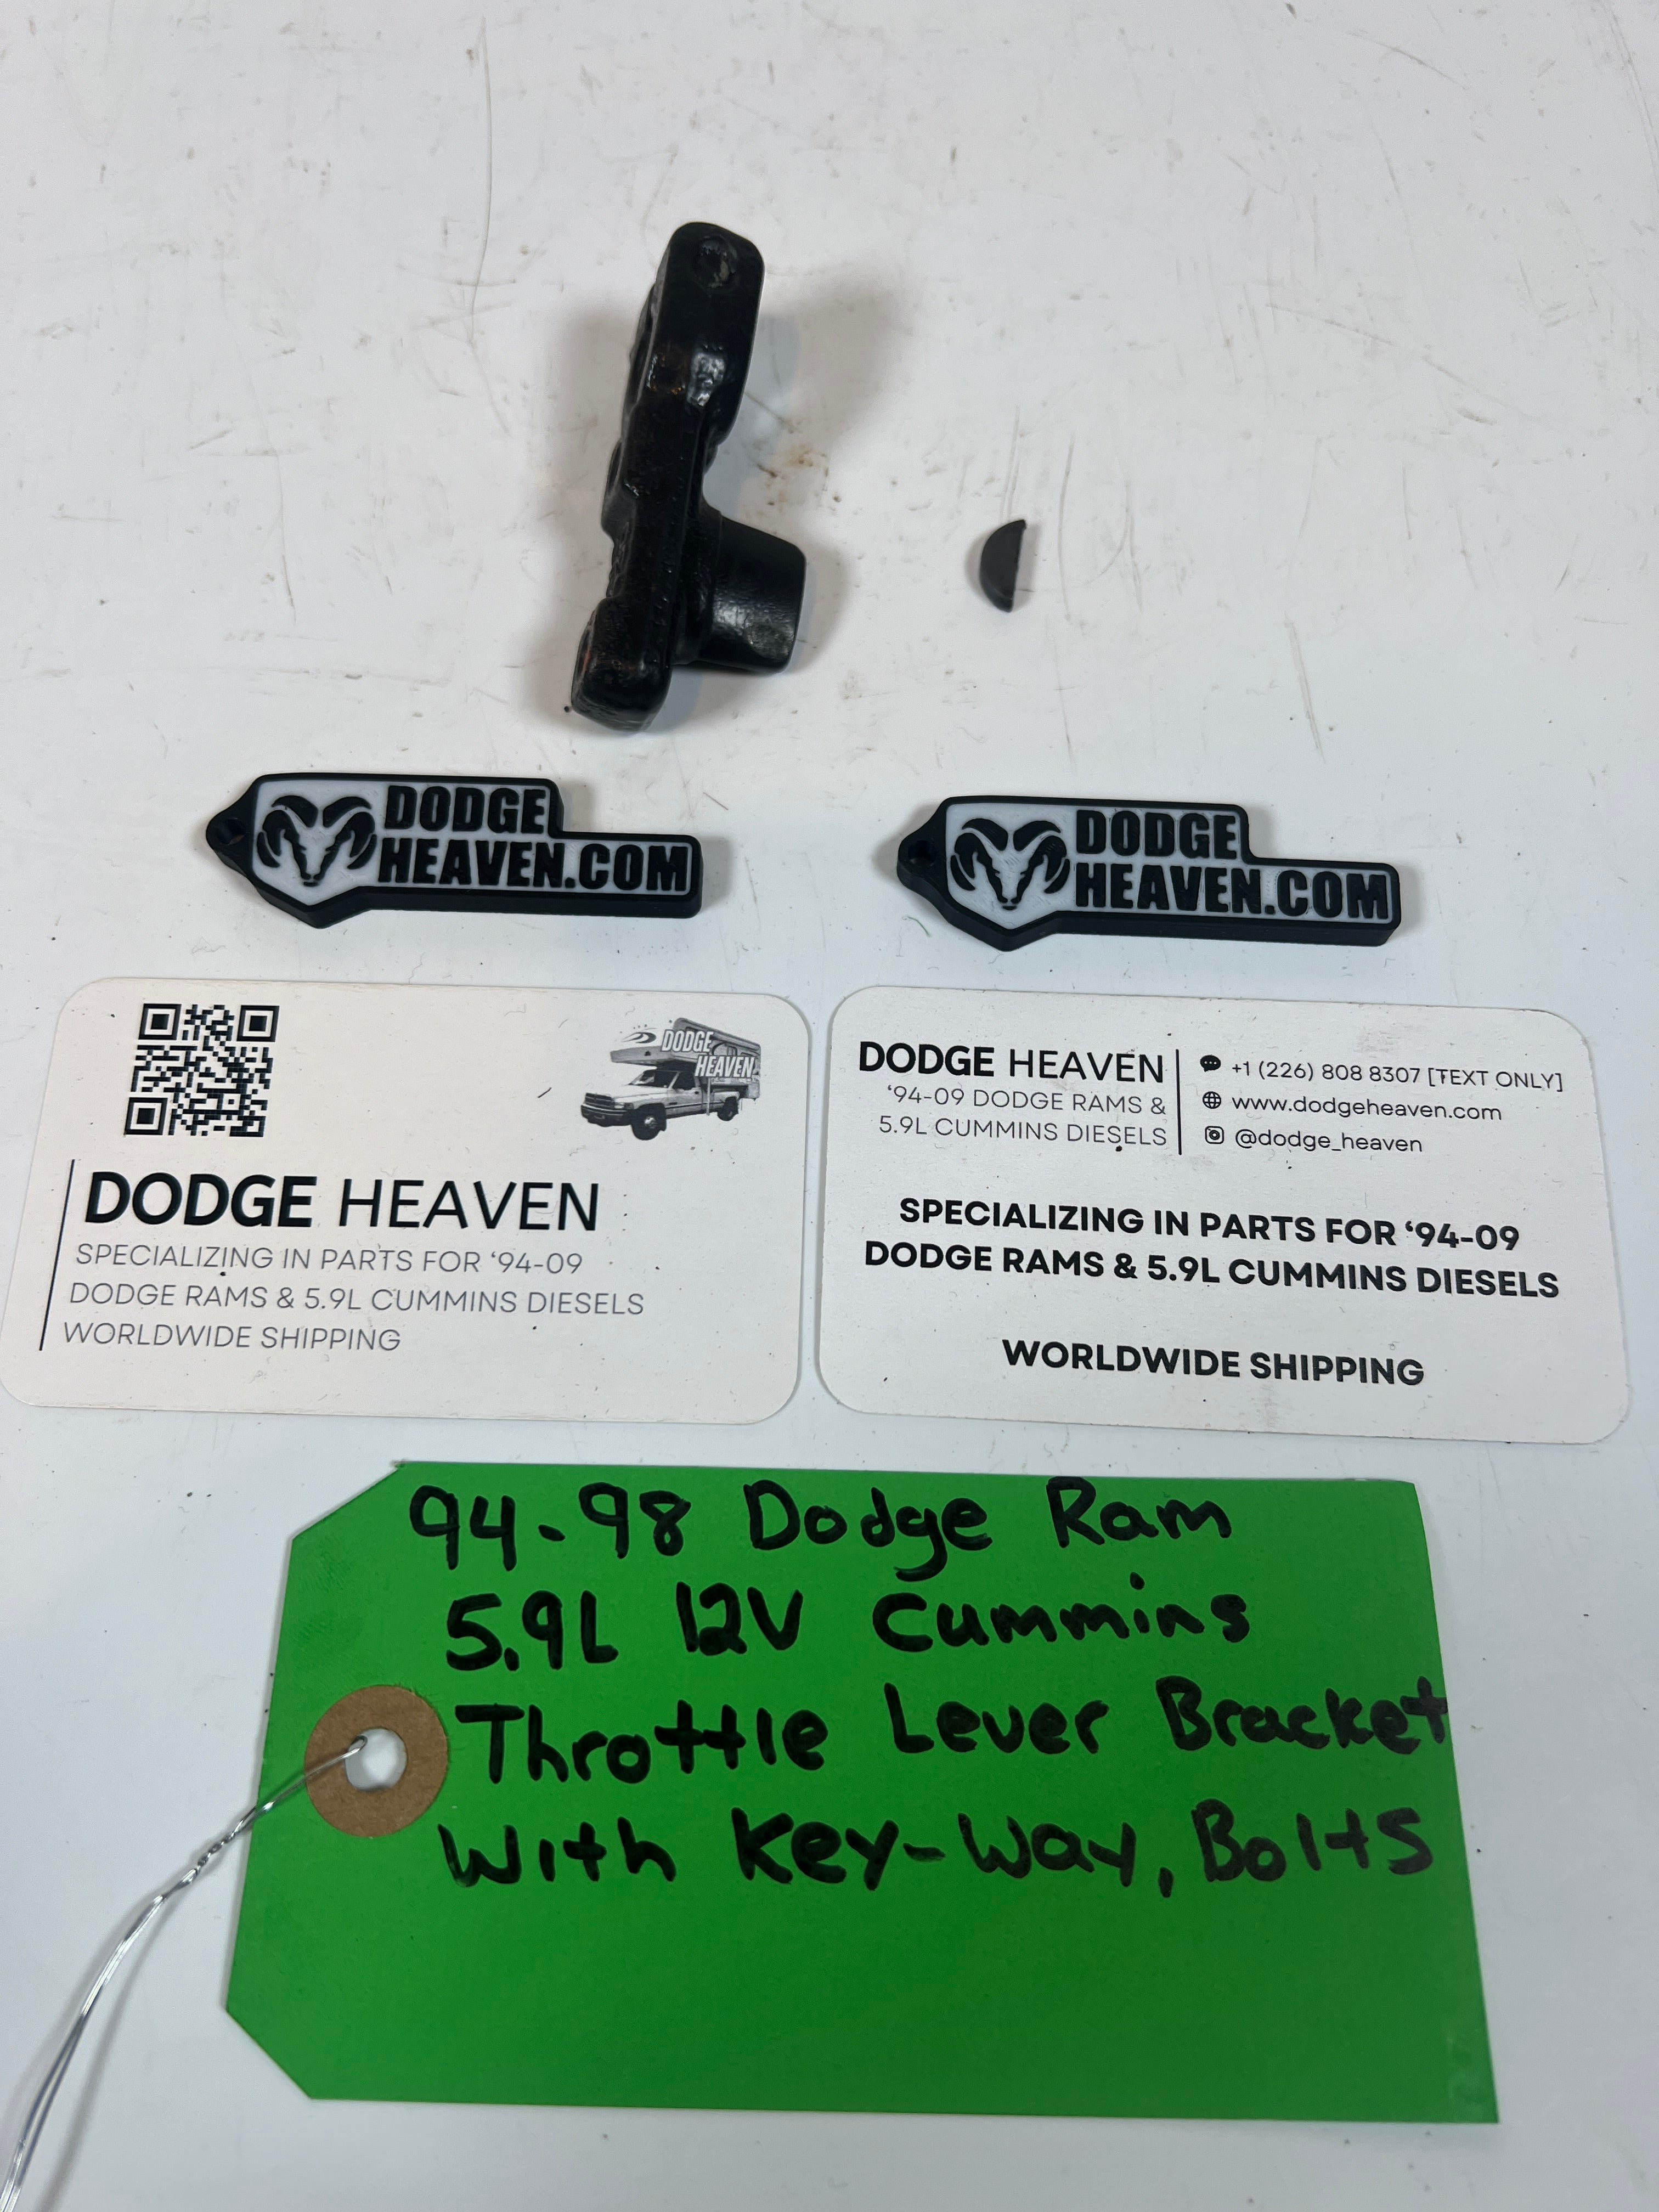 DODGE
HEAVEN.COM
DODGE
HEAVEN.COM
DODGE
HEAVEN
DODGE HEAVEN
SPECIALIZING IN PARTS FOR ‘94-09
DODGE RAMS & 5.9L CUMMINS DIESELS
WORLDWIDE SHIPPING
DODGE HEAVEN
‘94-09 DODGE RAMS &
5.9L CUMMINS DIESELS
+1 (226) 808 8307 [TEXT ONLY]
www.dodgeheaven.com
@dodge_heaven
SPECIALIZING IN PARTS FOR ‘94-09
DODGE RAMS & 5.9L CUMMINS DIESELS
WORLDWIDE SHIPPING
94-98 Dodge Ram
5.9L 12V Cummins
Throttle Lever Bracket
With Key-Way, Bolts